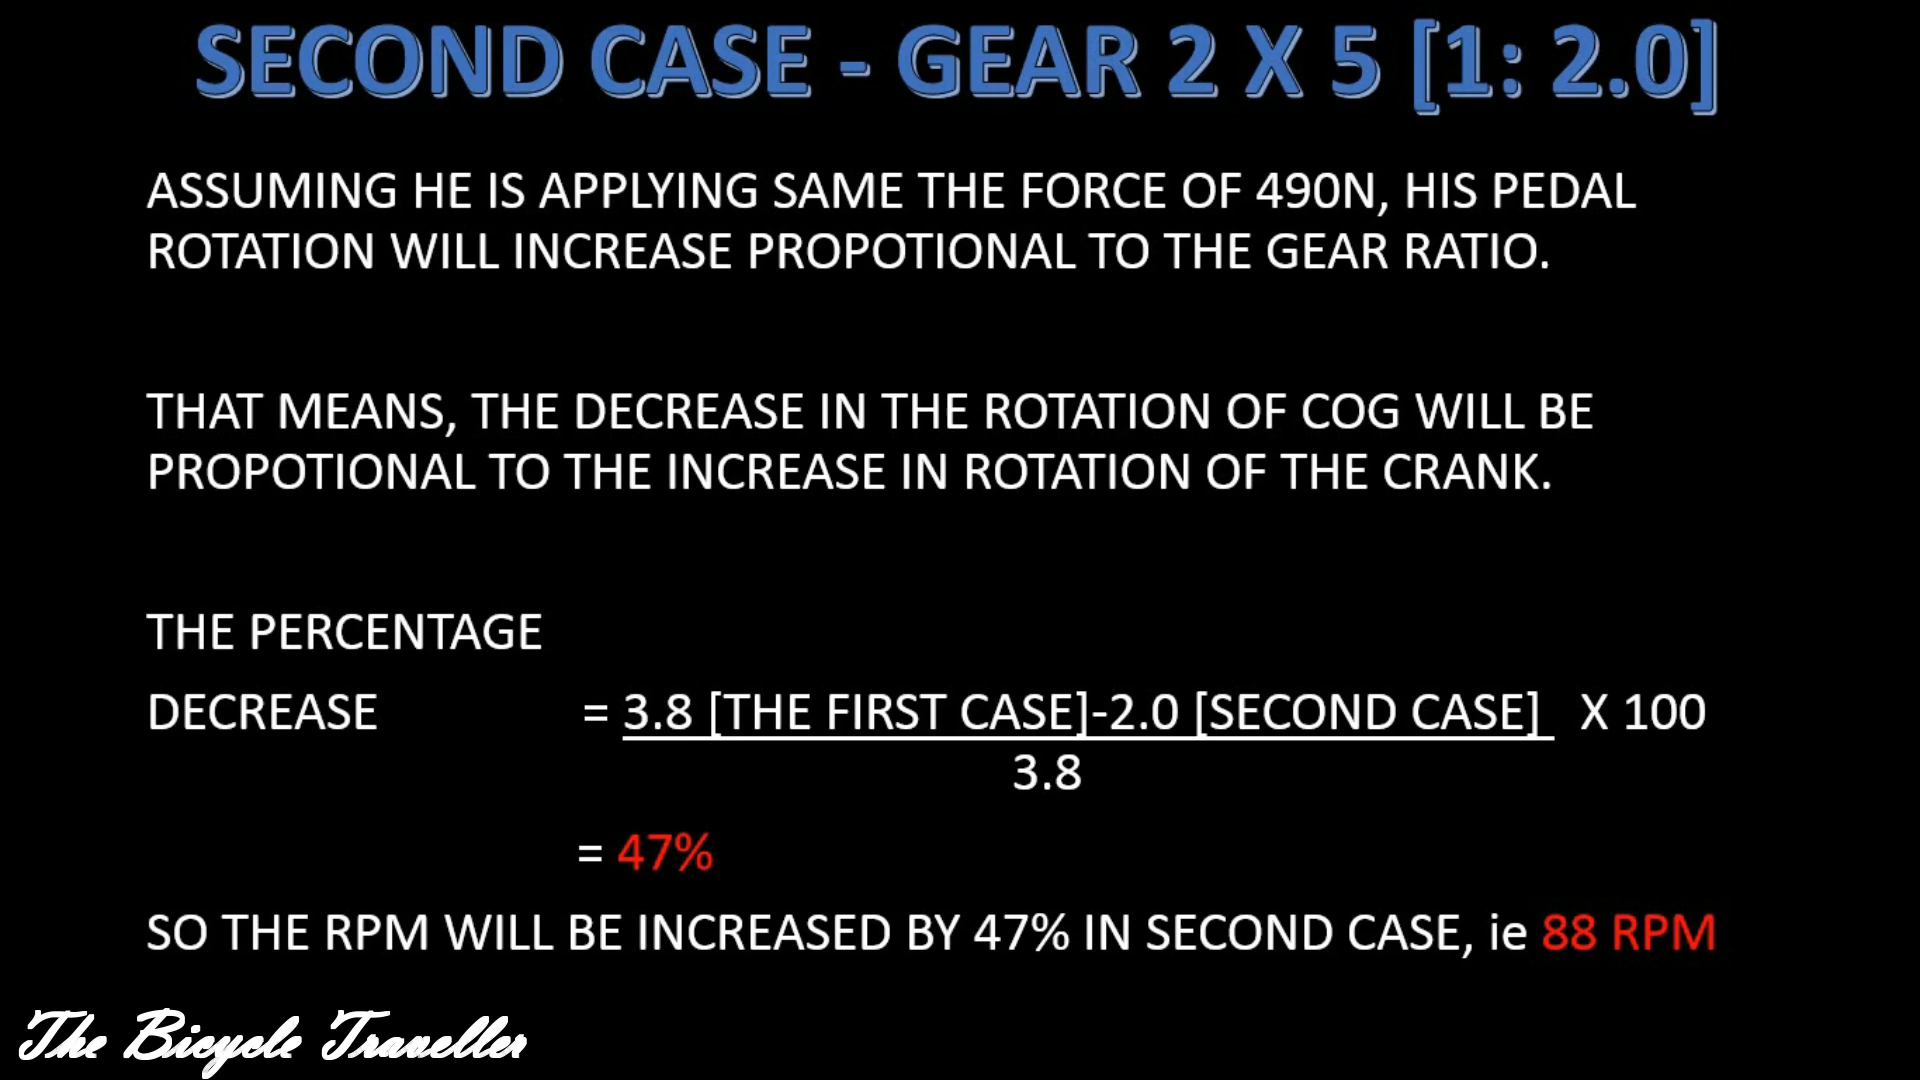 SECOND CASE - GEAR 2 X 5 [1: 2.0]
ASSUMING HE IS APPLYING SAME THE FORCE OF 490N, HIS PEDAL
ROTATION WILL INCREASE PROPOTIONAL TO THE GEAR RATIO.
THAT MEANS, THE DECREASE IN THE ROTATION OF COG WILL BE
PROPOTIONAL TO THE INCREASE IN ROTATION OF THE CRANK.
THE PERCENTAGE
DECREASE = 3.8 [THE FIRST CASE]-2.0 [SECOND CASE] X 100
3.8
= 47%
SO THE RPM WILL BE INCREASED BY 47% IN SECOND CASE, ie 88 RPM
The Bicycle Traveller